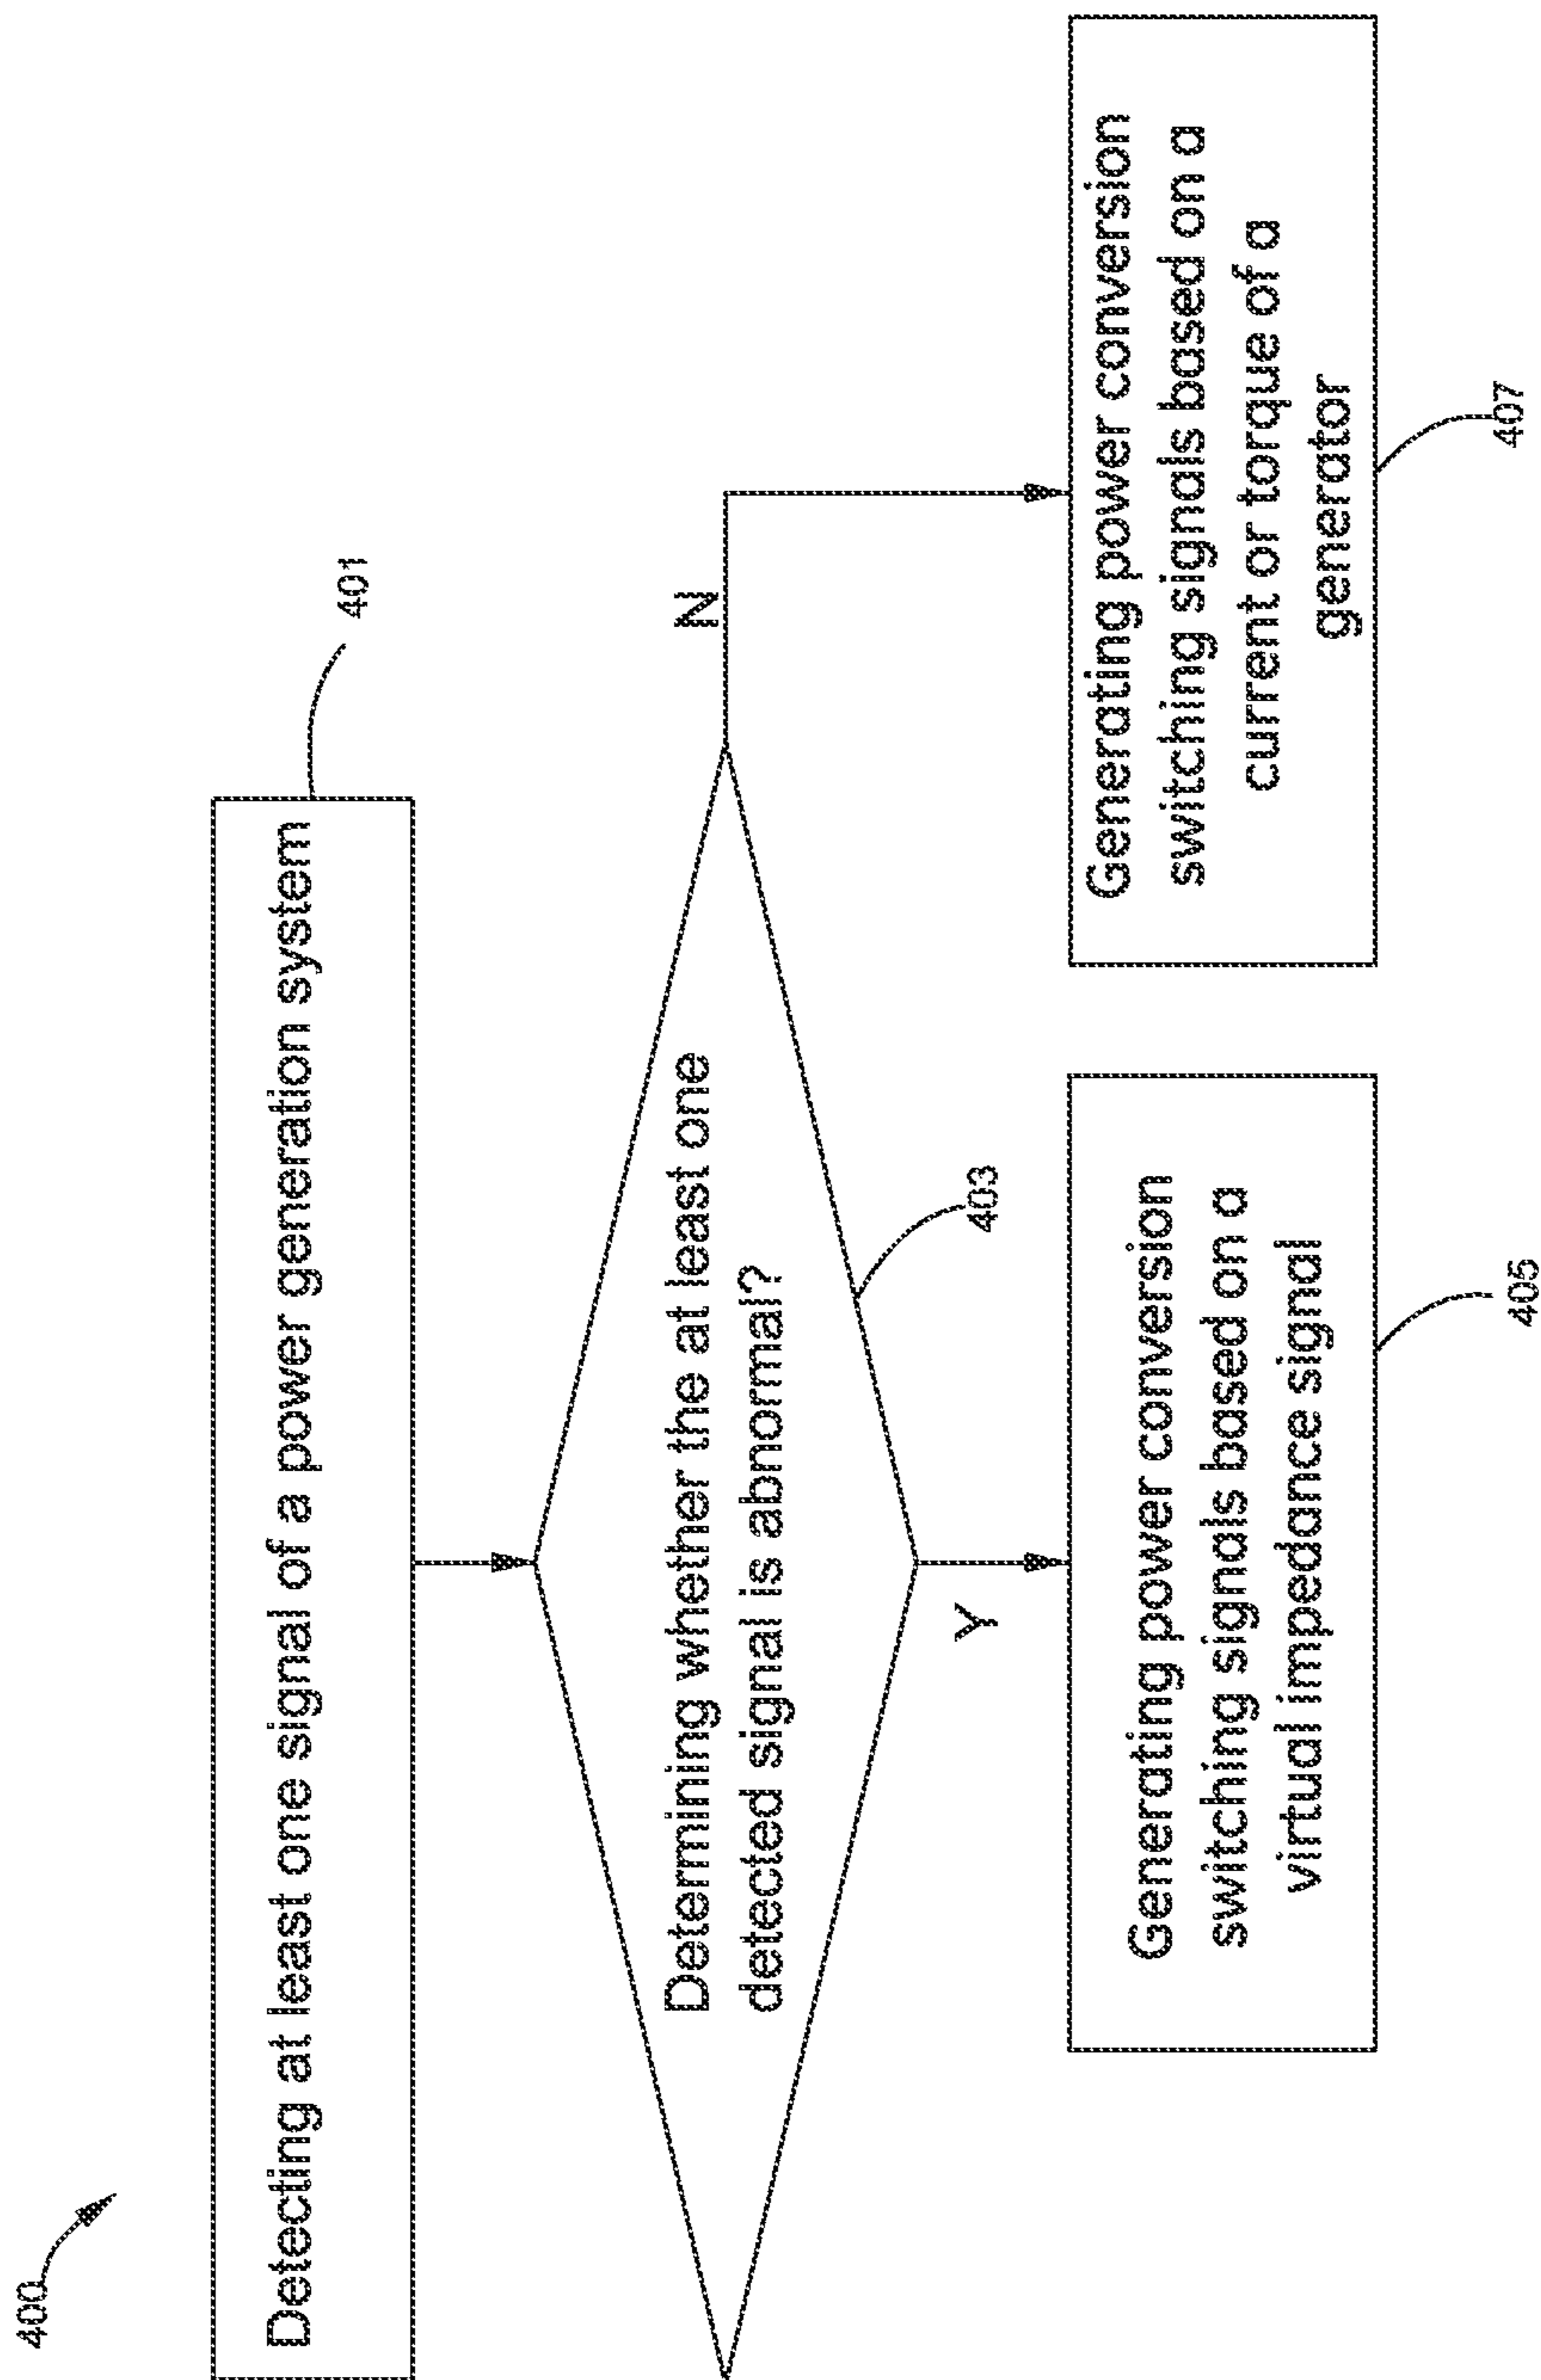 400
Detecting at least one signal of a power generation system
401
Determining whether the at least one
detected signal is abnormal?
403
N
Y
Generating power conversion
switching signals based on a
virtual impedance signal
405
Generating power conversion
switching signals based on a
current or torque of a
generator
407